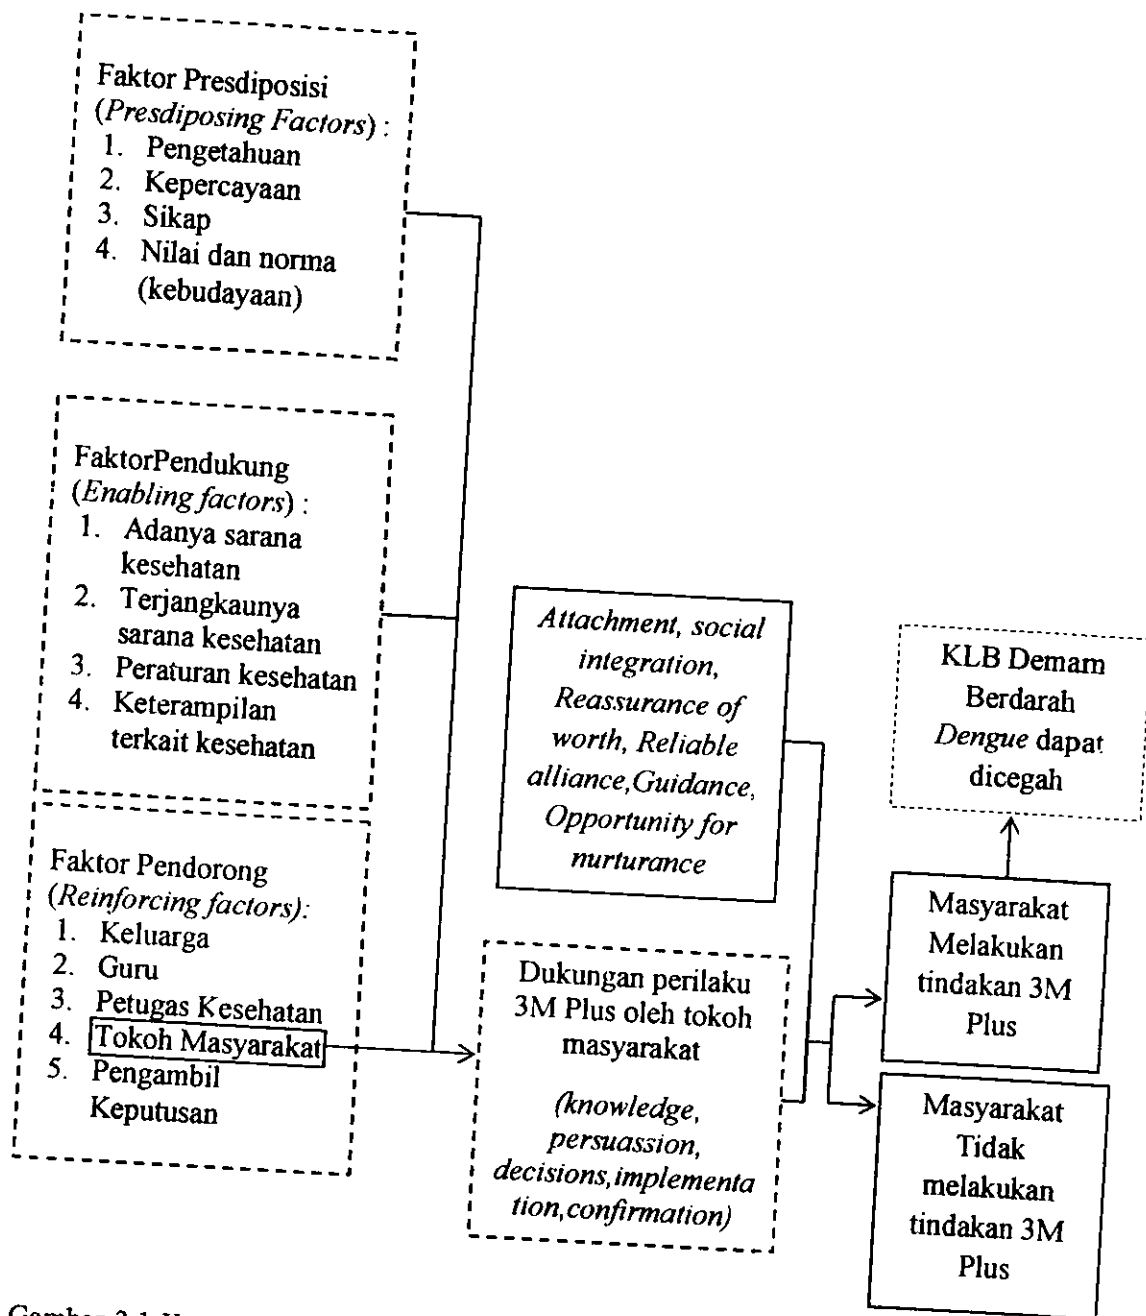 Faktor Presdiposisi
(Presdiposing Factors) :
1. Pengetahuan
2. Kepercayaan
3. Sikap
4. Nilai dan norma
(kebudayaan)
FaktorPendukung
(Enabling factors) :
1. Adanya sarana
kesehatan
2. Terjangkaunya
sarana kesehatan
3. Peraturan kesehatan
4. Keterampilan
terkait kesehatan
Faktor Pendorong
(Reinforcing factors):
1. Keluarga
2. Guru
3. Petugas Kesehatan
4. Tokoh Masyarakat
5. Pengambil
Keputusan
Attachment, social
integration,
Reassurance of
worth, Reliable
alliance,Guidance,
Opportunity for
nurturance
Dukungan perilaku
3M Plus oleh tokoh
masyarakat
(knowledge,
persuassion,
decisions,implementa
tion,confirmation)
KLB Demam
Berdarah
Dengue dapat
dicegah
Masyarakat
Melakukan
tindakan 3M
Plus
Masyarakat
Tidak
melakukan
tindakan 3M
Plus